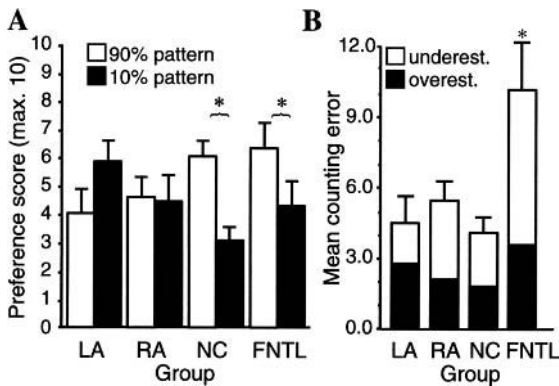 A
Preference score (max. 10)
10
9
8
7
6
5
4
3
2
1
0
90% pattern
10% pattern
*
*
LA RA NC FNTL
Group
B
Mean counting error
12.0
9.0
6.0
3.0
0.0
underest.
overest.
*
LA RA NC FNTL
Group